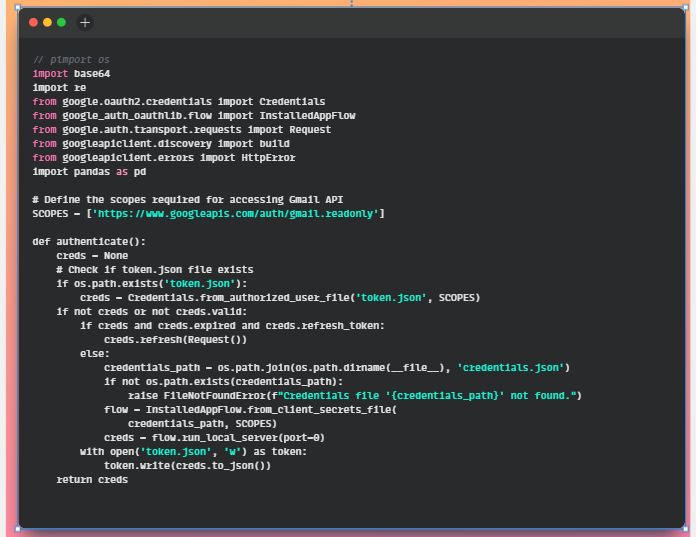 // pimport os
import base64
import re
from google.oauth2.credentials import Credentials
from google_auth_oauthlib.flow import InstalledAppFlow
from google.auth.transport.requests import Request
from googleapiclient.discovery import build
from googleapiclient.errors import HttpError
import pandas as pd

# Define the scopes required for accessing Gmail API
SCOPES = ['https://www.googleapis.com/auth/gmail.readonly']

def authenticate():
    creds = None
    # Check if token.json file exists
    if os.path.exists('token.json'):
        creds = Credentials.from_authorized_user_file('token.json', SCOPES)
    if not creds or not creds.valid:
        if creds and creds.expired and creds.refresh_token:
            creds.refresh(Request())
        else:
            credentials_path = os.path.join(os.path.dirname(__file__), 'credentials.json')
            if not os.path.exists(credentials_path):
                raise FileNotFoundError(f"Credentials file '{credentials_path}' not found.")
            flow = InstalledAppFlow.from_client_secrets_file(
                credentials_path, SCOPES)
            creds = flow.run_local_server(port=0)
        with open('token.json', 'w') as token:
            token.write(creds.to_json())
    return creds